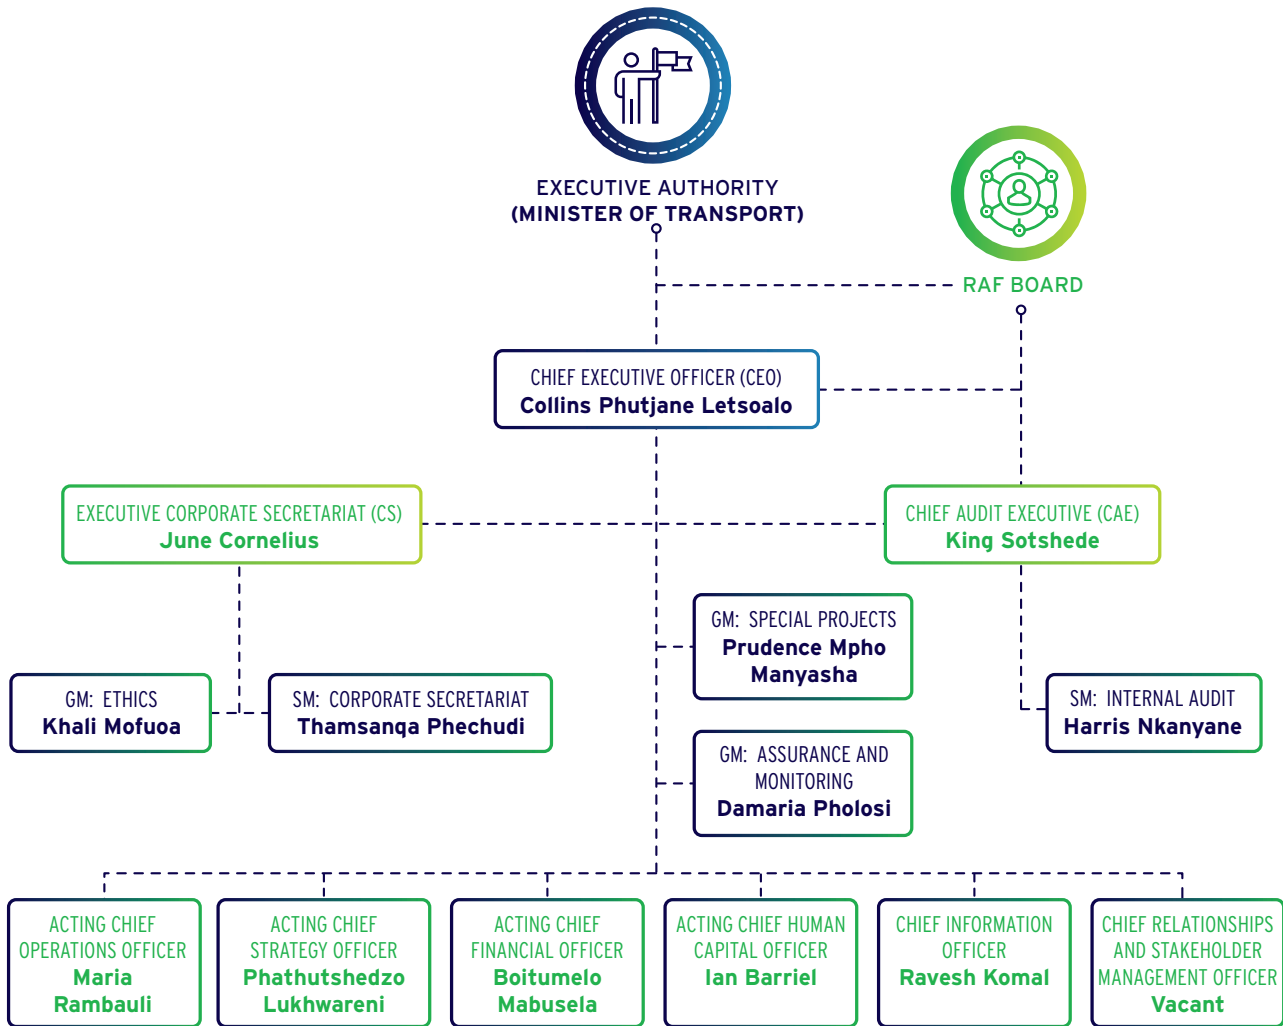 EXECUTIVE AUTHORITY
(MINISTER OF TRANSPORT)
RAF BOARD
CHIEF EXECUTIVE OFFICER (CEO)
Collins Phutjane Letsoalo
EXECUTIVE CORPORATE SECRETARIAT (CS)
June Cornelius
CHIEF AUDIT EXECUTIVE (CAE)
King Sotshede
GM: SPECIAL PROJECTS
Prudence Mpho
Manyasha
GM: ETHICS
Khali Mofuoa
SM: CORPORATE SECRETARIAT
Thamsanqa Phechudi
SM: INTERNAL AUDIT
Harris Nkanyane
GM: ASSURANCE AND
MONITORING
Damaria Pholosi
ACTING CHIEF
OPERATIONS OFFICER
Maria
Rambauli
ACTING CHIEF
STRATEGY OFFICER
Phathutshedzo
Lukhwareni
ACTING CHIEF
FINANCIAL OFFICER
Boitumelo
Mabusela
ACTING CHIEF HUMAN
CAPITAL OFFICER
Ian Barriel
CHIEF INFORMATION
OFFICER
Ravesh Komal
CHIEF RELATIONSHIPS
AND STAKEHOLDER
MANAGEMENT OFFICER
Vacant